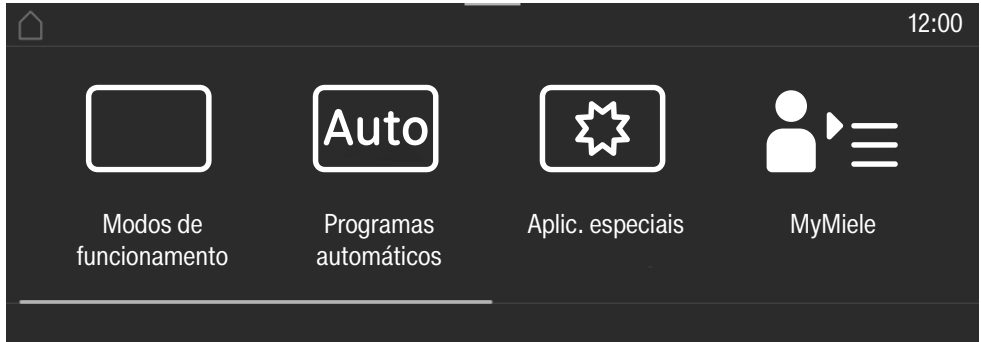 12:00
Auto
Modos de
funcionamento
Programas
automáticos
Aplic. especiais
MyMiele